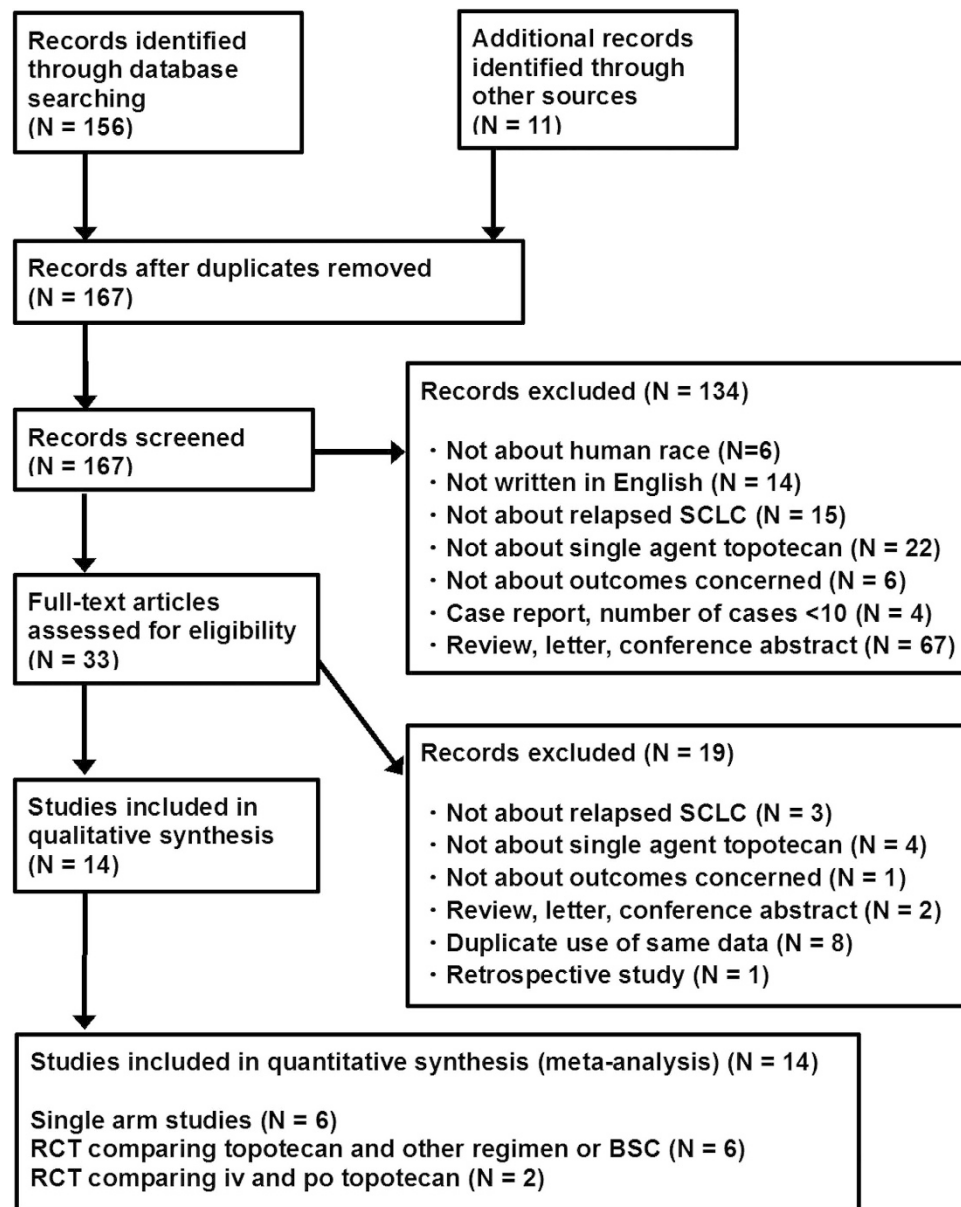 Records identified
through database
searching
(N = 156)
Additional records
identified through
other sources
(N = 11)
Records after duplicates removed
(N = 167)
Records screened
(N = 167)
Records excluded (N = 134)
・Not about human race (N=6)
・Not written in English (N = 14)
・Not about relapsed SCLC (N = 15)
・Not about single agent topotecan (N = 22)
・Not about outcomes concerned (N = 6)
・Case report, number of cases <10 (N = 4)
・Review, letter, conference abstract (N = 67)
Full-text articles
assessed for eligibility
(N = 33)
Records excluded (N = 19)
・Not about relapsed SCLC (N = 3)
・Not about single agent topotecan (N = 4)
・Not about outcomes concerned (N = 1)
・Review, letter, conference abstract (N = 2)
・Duplicate use of same data (N = 8)
・Retrospective study (N = 1)
Studies included in
qualitative synthesis
(N = 14)
Studies included in quantitative synthesis (meta-analysis) (N = 14)
Single arm studies (N = 6)
RCT comparing topotecan and other regimen or BSC (N = 6)
RCT comparing iv and po topotecan (N = 2)